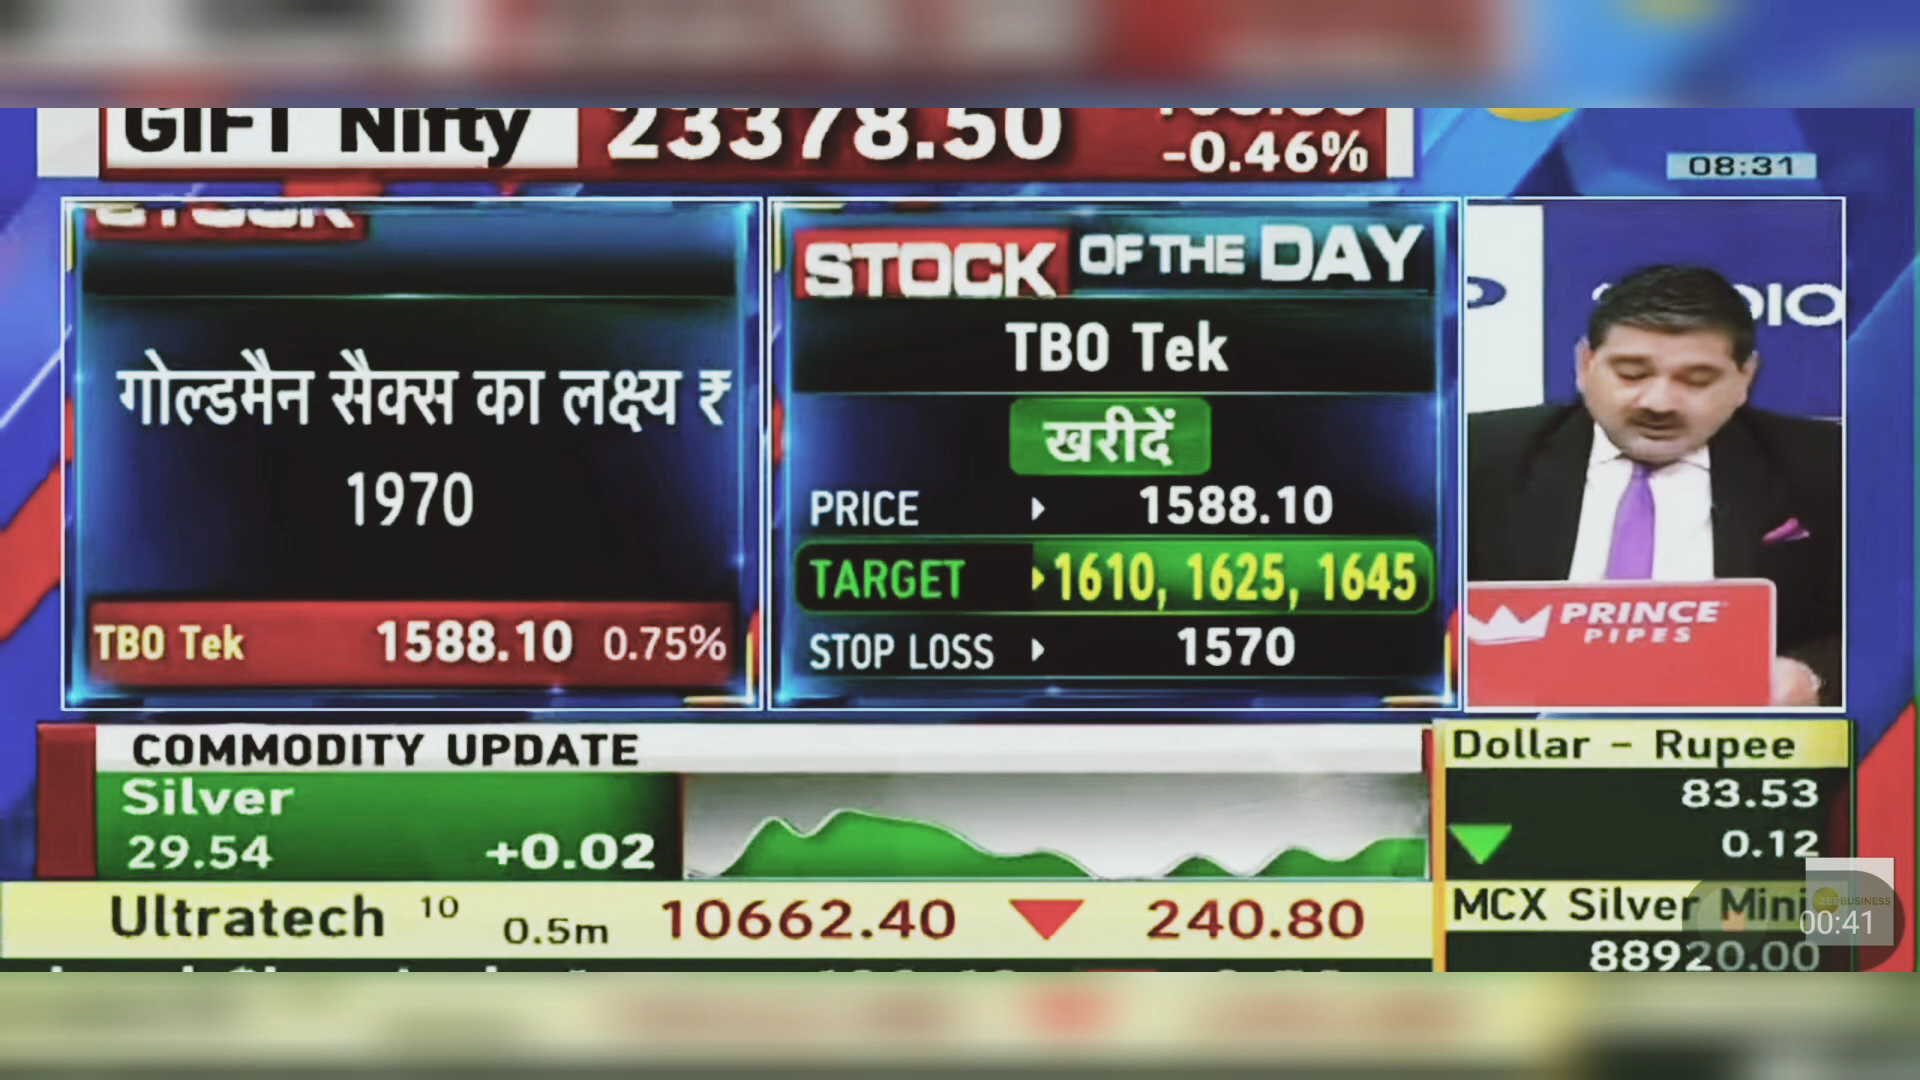 GIFT Nifty 23378.50
-0.46%
08:31
STOCK
गोल्डमैन सैक्स का लक्ष्य ₹
1970
TBO Tek 1588.10 0.75%
STOCK OF THE DAY
TBO Tek
खरीदें
PRICE 1588.10
TARGET 1610, 1625, 1645
STOP LOSS 1570
PRINCE
PIPES
COMMODITY UPDATE
Silver
29.54 +0.02
Dollar - Rupee
83.53
0.12
MCX Silver Mini
88920.00
Ultratech 10 0.5m 10662.40 240.80
ZEEBUSINESS
00:41